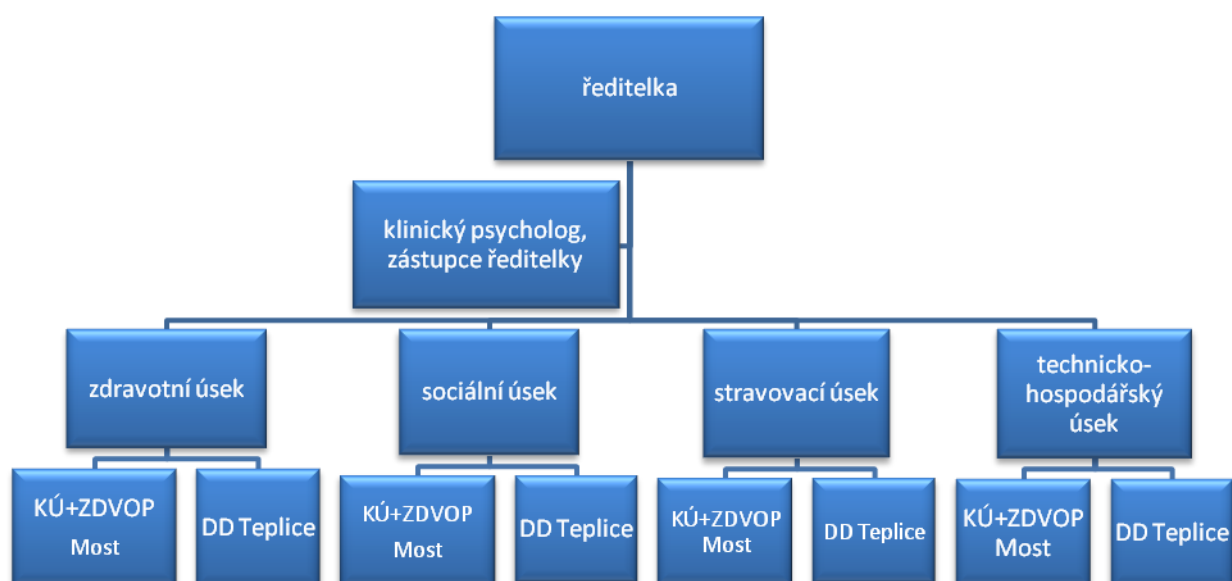 ředitelka
klinický psycholog,
zástupce ředitelky
zdravotní úsek
sociální úsek
stravovací úsek
technicko-
hospodářský
úsek
KÚ+ZDVOP
Most
DD Teplice
KÚ+ZDVOP
Most
DD Teplice
KÚ+ZDVOP
Most
DD Teplice
KÚ+ZDVOP
Most
DD Teplice